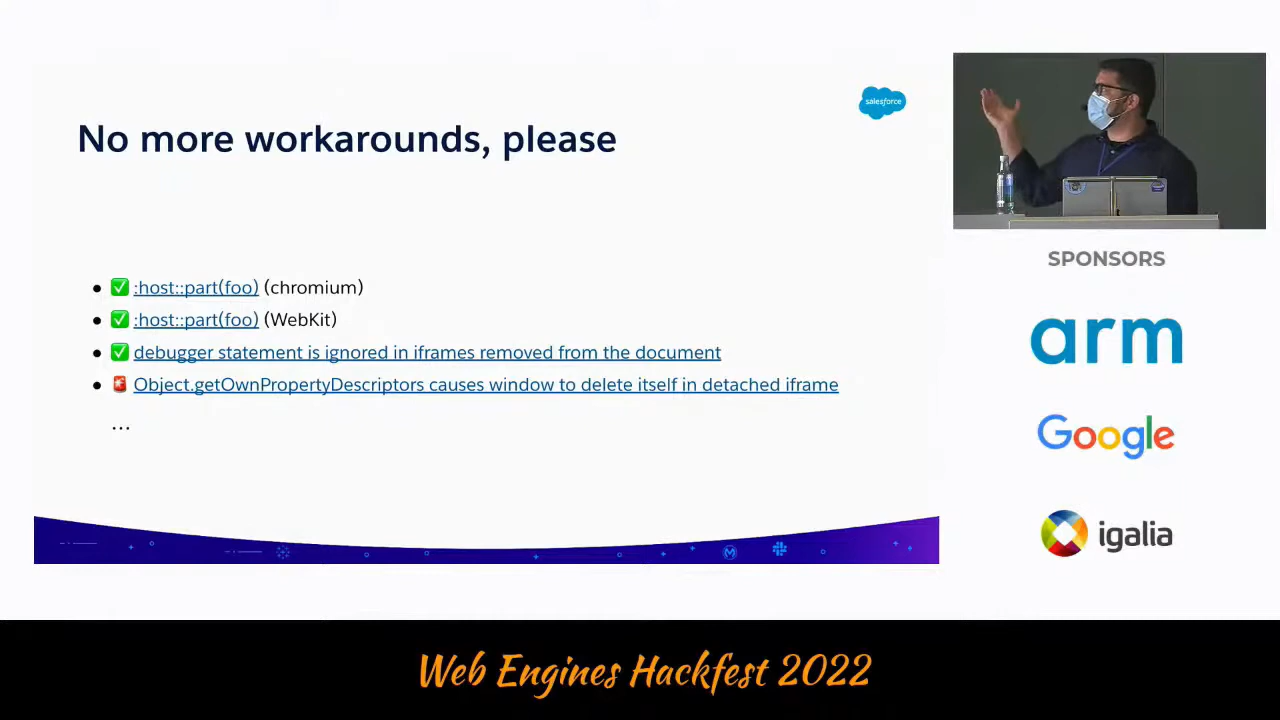 salesforce
No more workarounds, please
• ✅ :host::part(foo) (chromium)
• ✅ :host::part(foo) (WebKit)
• ✅ debugger statement is ignored in iframes removed from the document
• 🚨 Object.getOwnPropertyDescriptors causes window to delete itself in detached iframe
...
SPONSORS
arm
Google
igalia
Web Engines Hackfest 2022